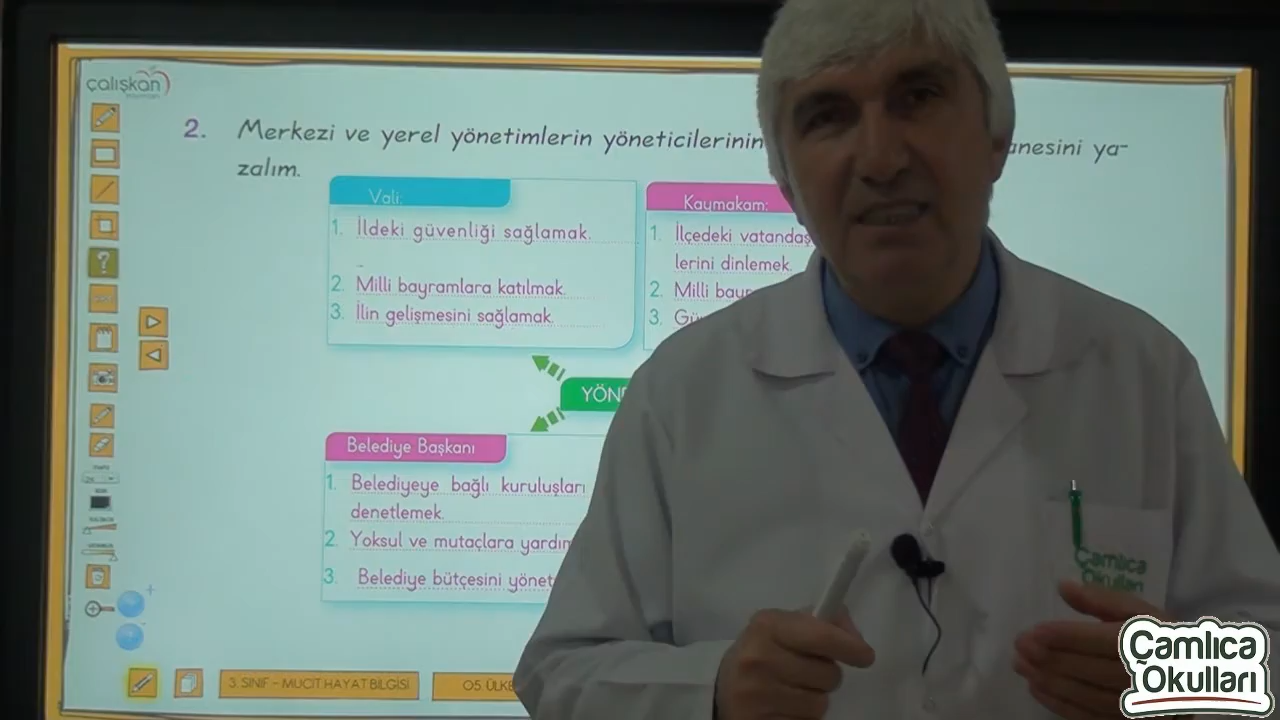 çalışkan
2. Merkezi ve yerel yönetimlerin yöneticilerinin anesini ya-
zalım.
Vali:
1. İldeki güvenliği sağlamak.
2. Milli bayramlara katılmak.
3. İlin gelişmesini sağlamak.
Kaymakam:
1. İlçedeki vatandaş
lerini dinlemek.
2. Milli bayr
3. Gü
YÖNE
Belediye Başkanı
1. Belediyeye bağlı kuruluşları
denetlemek.
2. Yoksul ve mutaçlara yardım
3. Belediye bütçesini yönet
3. SINIF - MUCİT HAYAT BİLGİSİ
05. ÜLKE
Çamlıca
Okulları
Çamlıca
Okulları